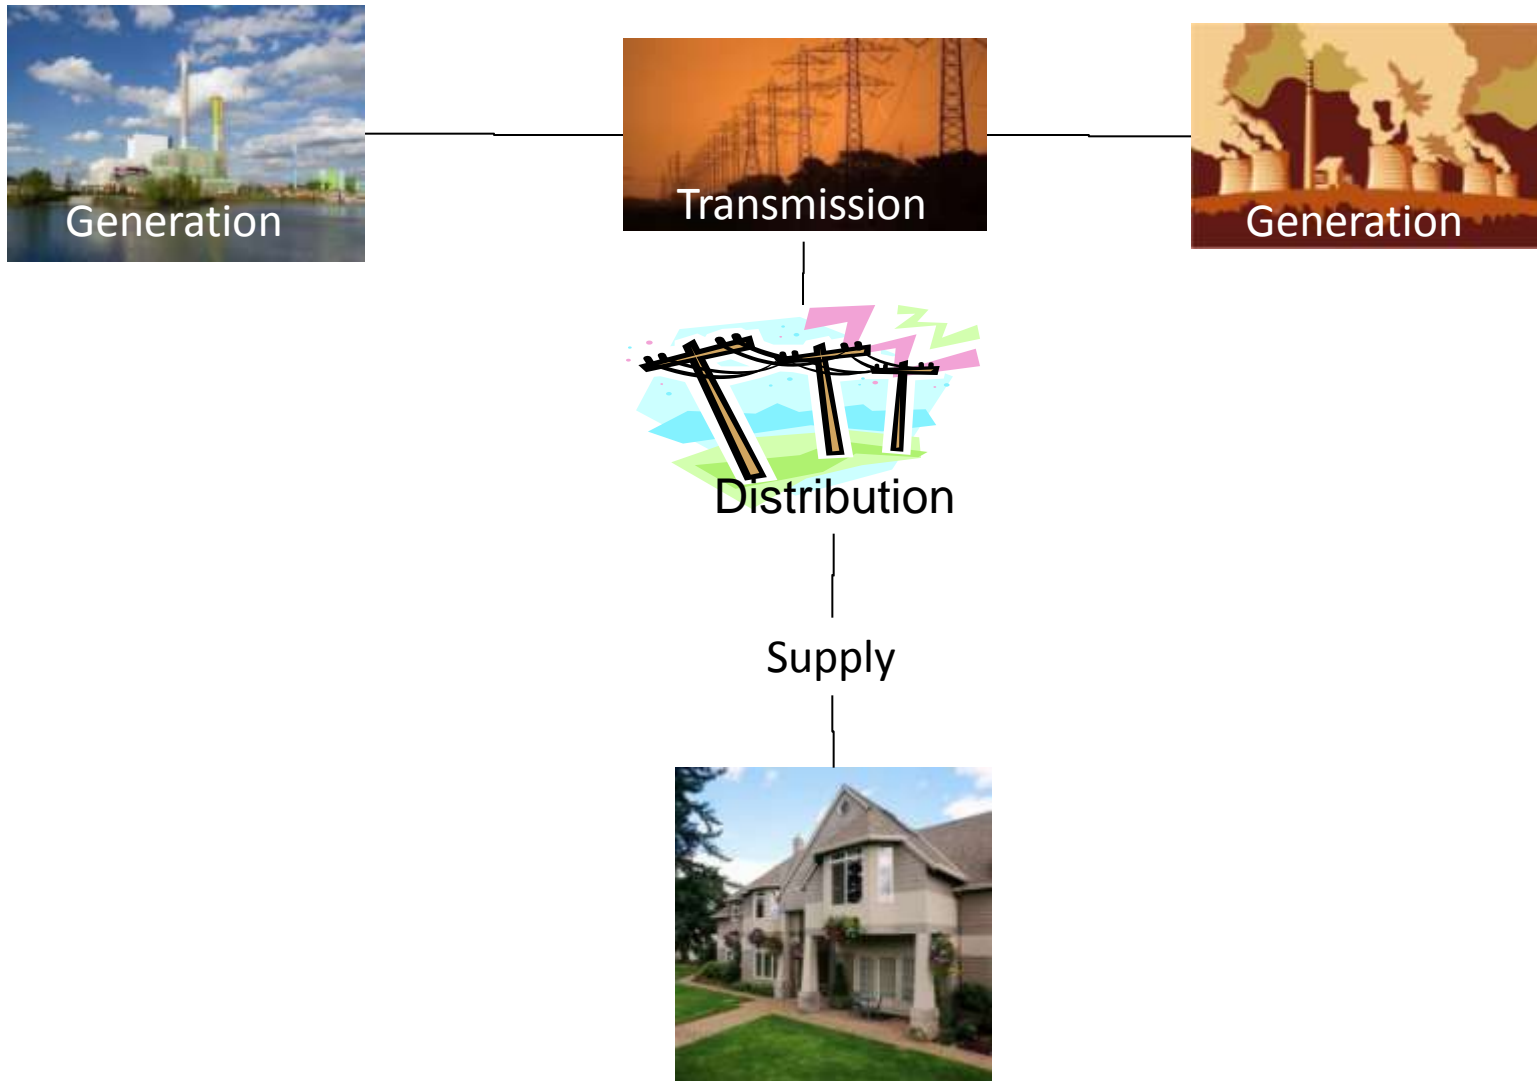 Generation
Transmission
Generation
Distribution
Supply